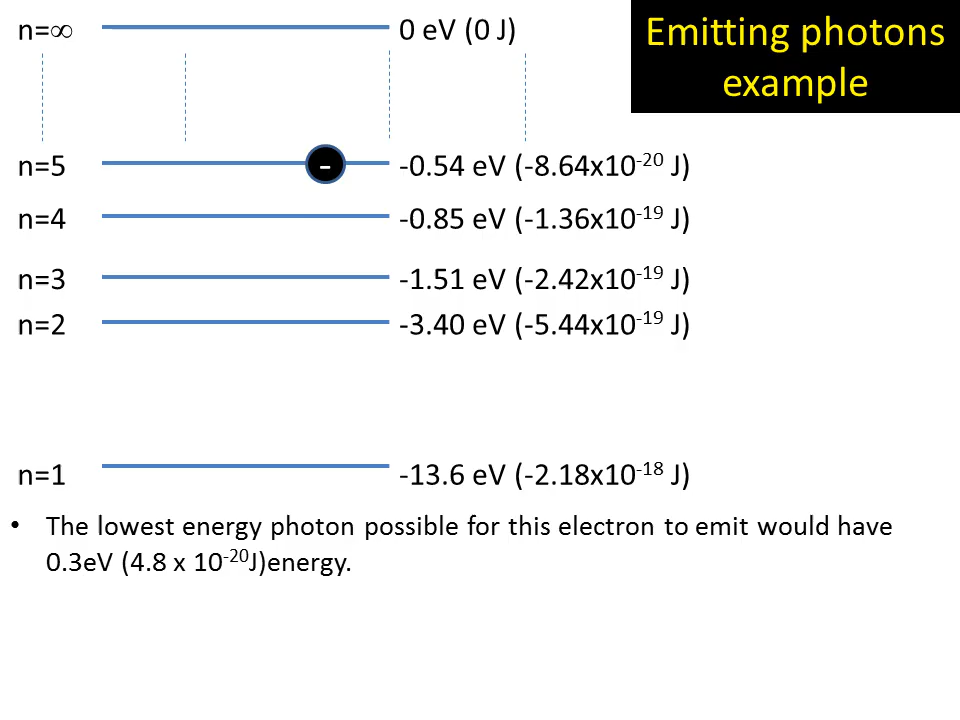 Emitting photons
example
n=∞ 0 eV (0 J)
n=5 - -0.54 eV (-8.64x10⁻²⁰ J)
n=4 -0.85 eV (-1.36x10⁻¹⁹ J)
n=3 -1.51 eV (-2.42x10⁻¹⁹ J)
n=2 -3.40 eV (-5.44x10⁻¹⁹ J)
n=1 -13.6 eV (-2.18x10⁻¹⁸ J)
• The lowest energy photon possible for this electron to emit would have
0.3eV (4.8 x 10⁻²⁰J)energy.